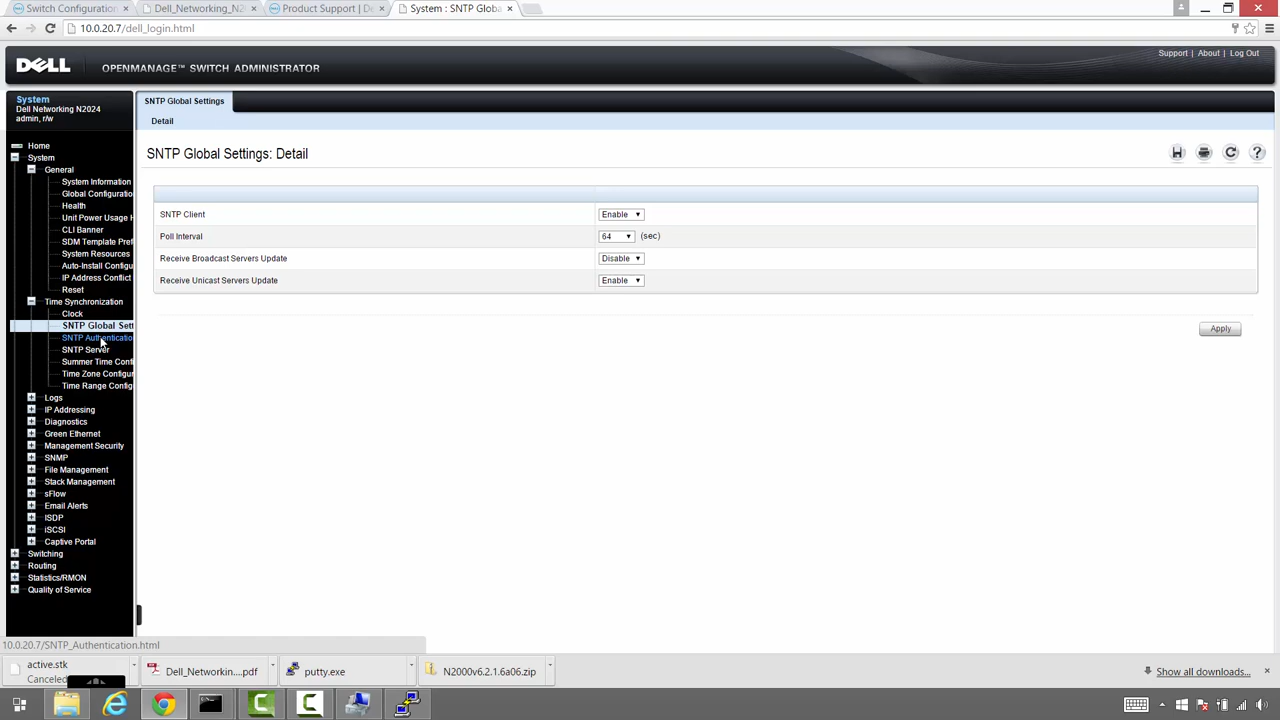 Switch Configuration
Dell_Networking_N2
Product Support | De
System : SNTP Globa
10.0.20.7/dell_login.html
DELL
OPENMANAGE™ SWITCH ADMINISTRATOR
Support | About | Log Out
System
Dell Networking N2024
admin, r/w
SNTP Global Settings
Detail
SNTP Global Settings: Detail
Home
System
General
System Information
Global Configuratio
Health
Unit Power Usage H
CLI Banner
SDM Template Pref
System Resources
Auto-Install Configu
IP Address Conflict
Reset
Time Synchronization
Clock
SNTP Global Sett
SNTP Authenticatio
SNTP Server
Summer Time Confi
Time Zone Configur
Time Range Config
Logs
IP Addressing
Diagnostics
Green Ethernet
Management Security
SNMP
File Management
Stack Management
sFlow
Email Alerts
ISDP
iSCSI
Captive Portal
Switching
Routing
Statistics/RMON
Quality of Service
SNTP Client Enable
Poll Interval 64 (sec)
Receive Broadcast Servers Update Disable
Receive Unicast Servers Update Enable
Apply
10.0.20.7/SNTP_Authentication.html
active.stk
Canceled
Dell_Networkin....pdf
putty.exe
N2000v6.2.1.6a06.zip
Show all downloads...